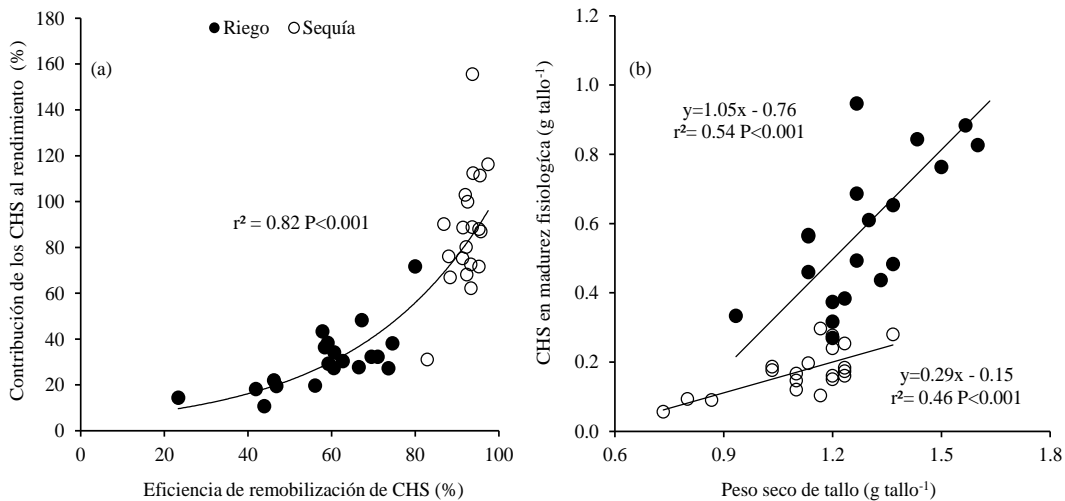 Riego Sequía
(a)
r² = 0.82 P<0.001
Contribución de los CHS al rendimiento (%)
180
160
140
120
100
80
60
40
20
0
0 20 40 60 80 100
Eficiencia de remobilización de CHS (%)
(b)
y=1.05x - 0.76
r²= 0.54 P<0.001
y=0.29x - 0.15
r²= 0.46 P<0.001
CHS en madurez fisiologíca (g tallo⁻¹)
1.2
1.0
0.8
0.6
0.4
0.2
0.0
0.6 0.9 1.2 1.5 1.8
Peso seco de tallo (g tallo⁻¹)